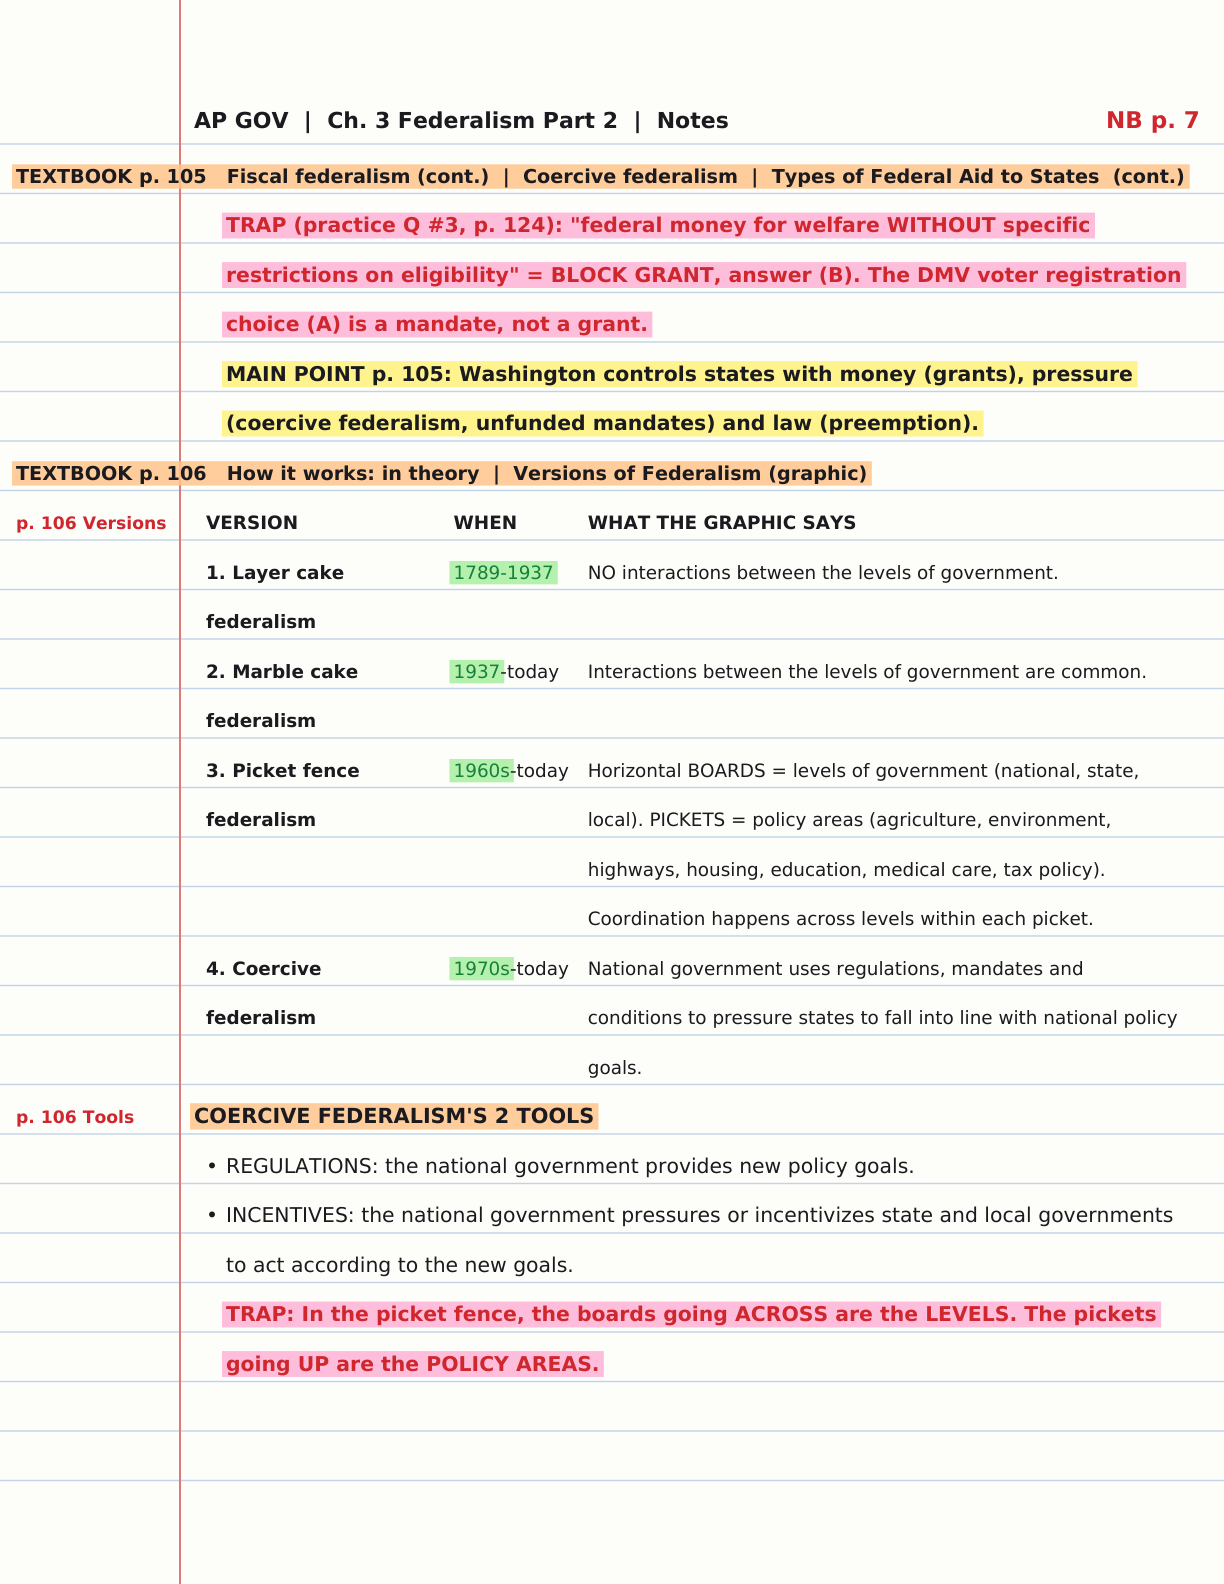 AP GOV | Ch. 3 Federalism Part 2 | Notes NB p. 7
TEXTBOOK p. 105 Fiscal federalism (cont.) | Coercive federalism | Types of Federal Aid to States (cont.)
TRAP (practice Q #3, p. 124): "federal money for welfare WITHOUT specific
restrictions on eligibility" = BLOCK GRANT, answer (B). The DMV voter registration
choice (A) is a mandate, not a grant.
MAIN POINT p. 105: Washington controls states with money (grants), pressure
(coercive federalism, unfunded mandates) and law (preemption).
TEXTBOOK p. 106 How it works: in theory | Versions of Federalism (graphic)
p. 106 Versions VERSION WHEN WHAT THE GRAPHIC SAYS
1. Layer cake 1789-1937 NO interactions between the levels of government.
federalism
2. Marble cake 1937-today Interactions between the levels of government are common.
federalism
3. Picket fence 1960s-today Horizontal BOARDS = levels of government (national, state,
federalism local). PICKETS = policy areas (agriculture, environment,
highways, housing, education, medical care, tax policy).
Coordination happens across levels within each picket.
4. Coercive 1970s-today National government uses regulations, mandates and
federalism conditions to pressure states to fall into line with national policy
goals.
p. 106 Tools COERCIVE FEDERALISM'S 2 TOOLS
• REGULATIONS: the national government provides new policy goals.
• INCENTIVES: the national government pressures or incentivizes state and local governments
to act according to the new goals.
TRAP: In the picket fence, the boards going ACROSS are the LEVELS. The pickets
going UP are the POLICY AREAS.